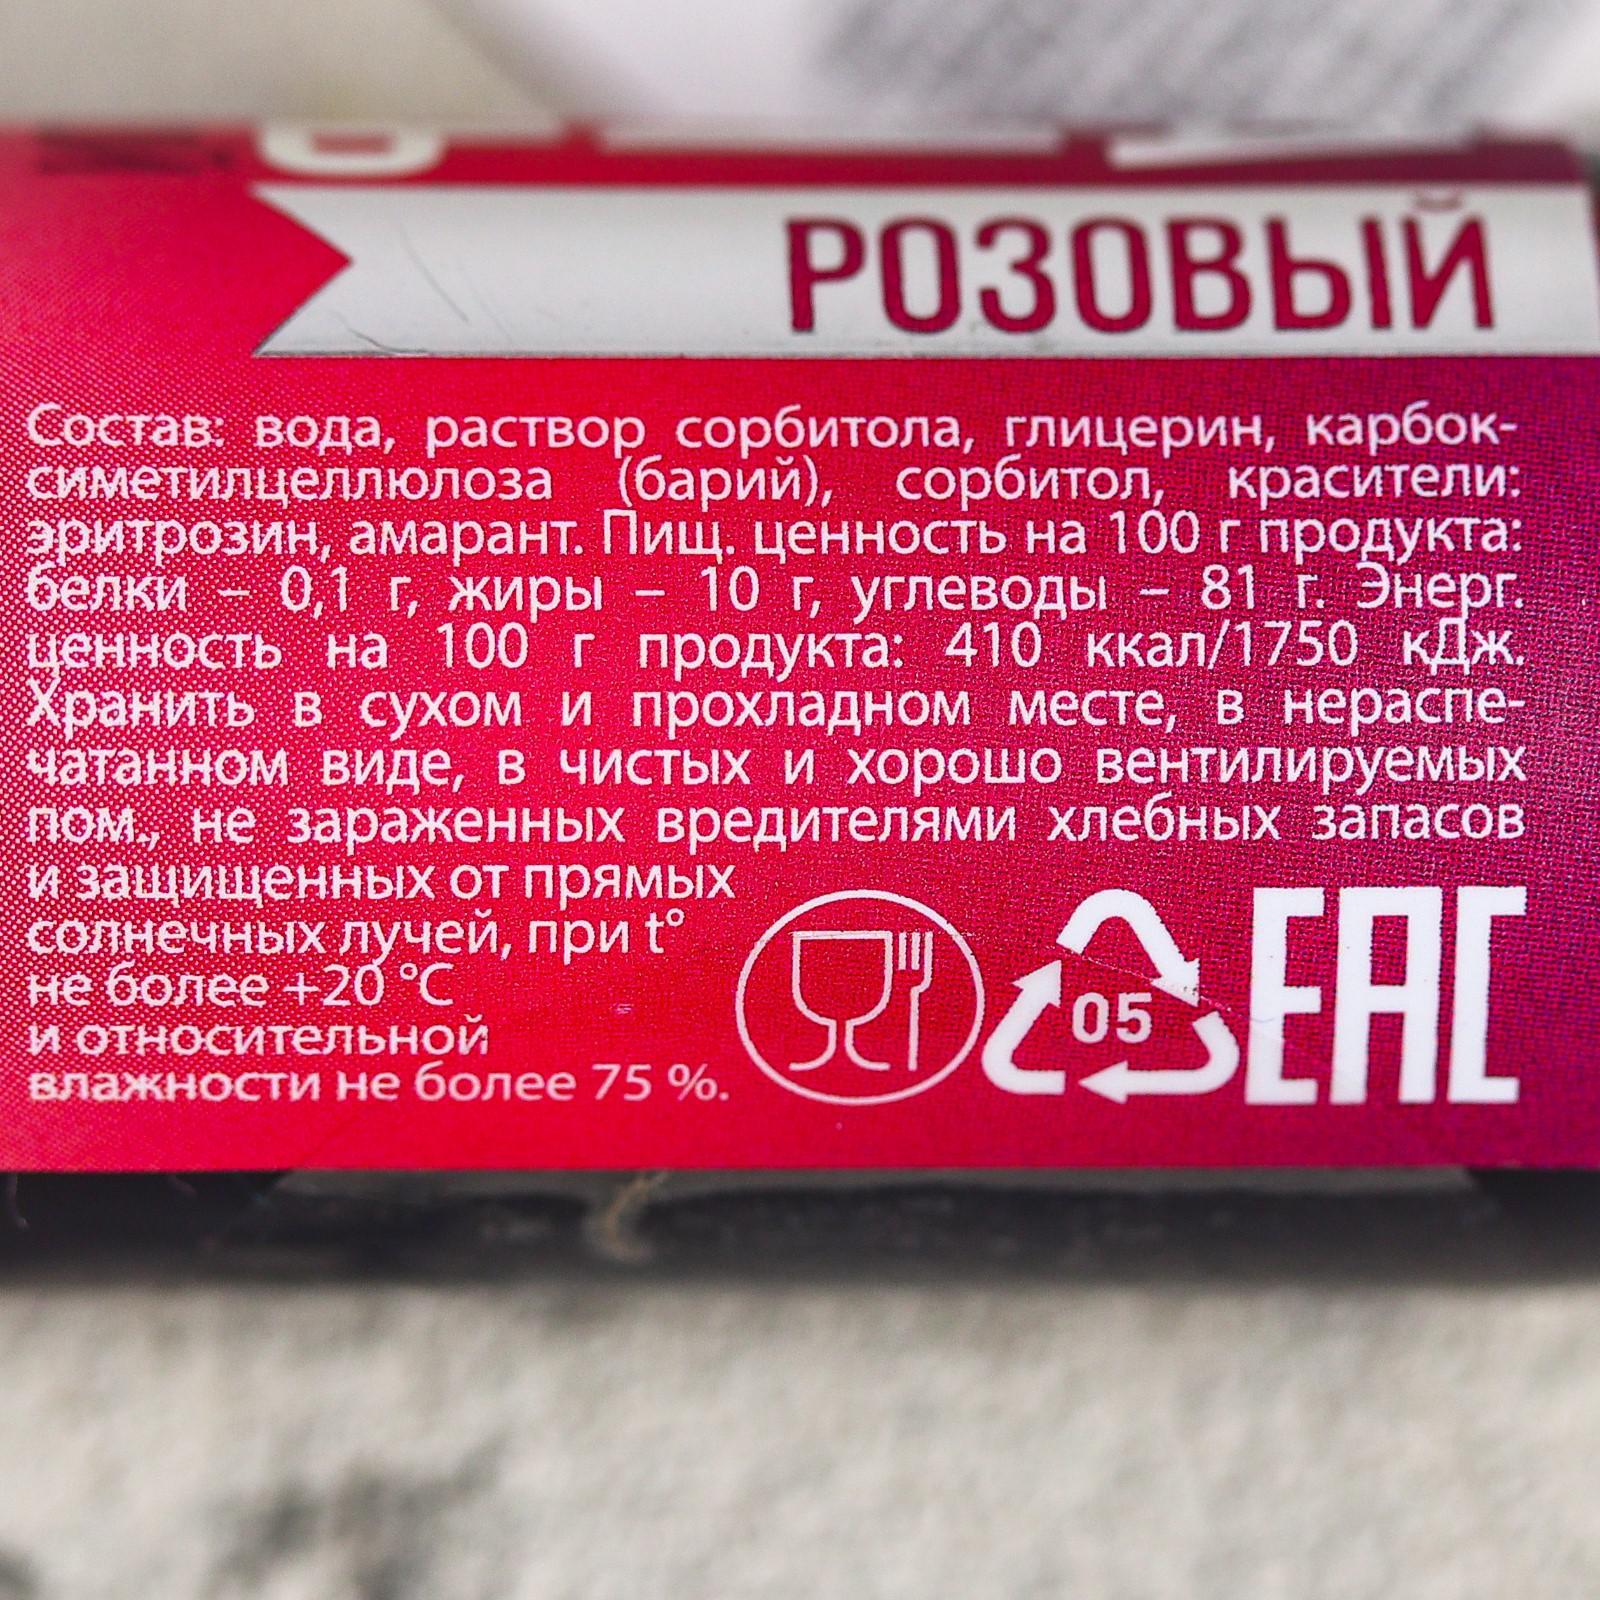 РОЗОВЫЙ
Состав: вода, раствор сорбитола, глицерин, карбок-
симетилцеллюлоза (барий), сорбитол, красители:
эритрозин, амарант. Пищ. ценность на 100 г продукта:
белки – 0,1 г, жиры – 10 г, углеводы – 81 г. Энерг.
ценность на 100 г продукта: 410 ккал/1750 кДж.
Хранить в сухом и прохладном месте, в нераспе-
чатанном виде, в чистых и хорошо вентилируемых
пом., не зараженных вредителями хлебных запасов
и защищенных от прямых
солнечных лучей, при t°
не более +20 °С
и относительной
влажности не более 75 %.
05
ЕАС